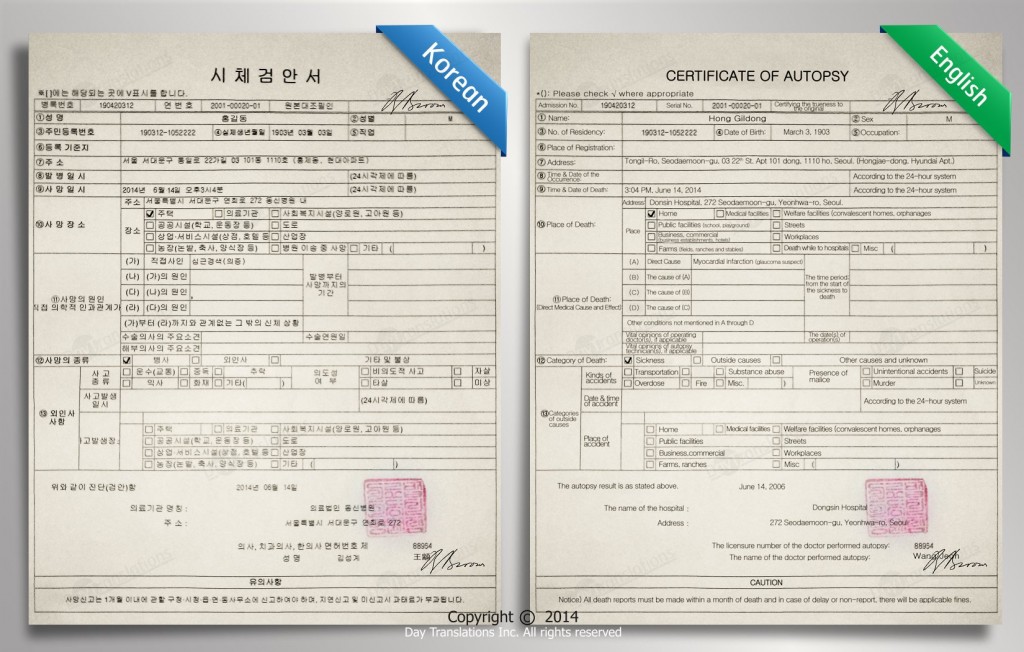 Korean
시체검안서
※[ ]에는 해당되는 곳에 V표시를 합니다.
병록번호 190420312 연 번 호 2001-00020-01 원본대조필인
①성 명 홍길동 ②성별 M
③주민등록번호 190312-1052222 ④실제생년월일 1903년 03월 03일 ⑤직업
⑥등록 기준지
⑦주 소 서울 서대문구 통일로 22가길 03 101동 1110호 (홍제동, 현대아파트)
⑧발 병 일 시 (24시각제에 따름)
⑨사 망 일 시 2014년 6월 14일 오후3시4분 (24시각제에 따름)
⑩사 망 장 소 주소 서울특별시 서대문구 연희로 272 동신병원 내
장소 주택 의료기관 사회복지시설(양로원, 고아원 등)
공공시설(학교, 운동장 등) 도로
상업·서비스시설(상점, 호텔 등 산업장
농장(논밭, 축사, 양식장 등) 병원 이송 중 사망 기타 ( )
⑪사망의 원인
직접 의학적 인과관계가
(가) 직접사인 심근경색(의증)
(나) (가)의 원인
(다) (나)의 원인
(라) (다)의 원인
발병부터 사망까지의 기간
(가)부터 (라)까지와 관계없는 그 밖의 신체 상황
수술의사의 주요소견 수술연월일
해부의사의 주요소견
⑫사망의 종류 병사 외인사 기타 및 불상
⑬ 외인사 사항
사고 종류 운수(교통) 중독 추락 의도성 여부 비의도적 사고 자살
익사 화재 기타( ) 타살 미상
사고발생 일시 (24시각제에 따름)
사고발생장소 주택 의료기관 사회복지시설(양로원, 고아원 등)
공공시설(학교, 운동장 등) 도로
상업·서비스시설(상점, 호텔 등 산업장
농장(논밭, 축사, 양식장 등) 기타 ( )
위와 같이 진단(검안)함 2014년 06월 14일
의료기관 명칭 : 의료법인 동신병원
주 소 : 서울특별시 서대문구 연희로 272
의사, 치과의사, 한의사 면허번호 제 88954
성 명 김성계
유의사항
사망신고는 1개월 이내에 관할 구청·시청·읍·면·동사무소에 신고하여야 하며, 지연신고 및 미신고시 과태료가 부과됩니다.
English
CERTIFICATE OF AUTOPSY
*(): Please check √ where appropriate
Admission No. 190420312 Serial No. 2001-00020-01 Certifying the trueness to the original
① Name: Hong Gildong ② Sex M
③ No. of Residency: 190312-1052222 ④ Date of Birth: March 3, 1903 ⑤ Occupation:
⑥ Place of Registration:
⑦ Address: Tongil-Ro, Seodaemoon-gu, 03 22ⁿᵈ St. Apt 101 dong, 1110 ho, Seoul. (Hongjae-dong, Hyundai Apt.)
⑧ Time & Date of the Occurrence: According to the 24-hour system
⑨ Time & Date of Death: 3:04 PM, June 14, 2014 According to the 24-hour system
⑩ Place of Death: Address Donsin Hospital, 272 Seodaemoon-gu, Yeonhwa-ro, Seoul.
Place Home Medical facilities Welfare facilities (convalescent homes, orphanages
Public facilities (school, playground) Streets
Business, commercial (business establishments, hotels) Workplaces
Farms (fields, ranches and stables) Death while to hospitals Misc ( )
⑪ Place of Death:
(Direct Medical Cause and Effect)
(A) Direct Cause Myocardial infarction (glaucoma suspect)
(B) The cause of (A)
(C) The cause of (B)
(D) The cause of (C)
The time period from the start of the sickness to death
Other conditions not mentioned in A through D
Vital opinions of operating doctor(s), if applicable The date(s) of operation(s)
Vital opinions of autopsy technician(s), if applicable
⑫ Category of Death: Sickness Outside causes Other causes and unknown
⑬ Categories of outside causes
Kinds of accidents Transportation Substance abuse Presence of malice Unintentional accidents Suicide
Overdose Fire Misc. ( ) Murder Unknown
Date & time of accident According to the 24-hour system
Place of accident Home Medical facilities Welfare facilities (convalescent homes, orphanages
Public facilities Streets
Business,commercial Workplaces
Farms, ranches Misc ( )
The autopsy result is as stated above. June 14, 2006
The name of the hospital : Dongsin Hospital
Address : 272 Seodaemoon-gu, Yeonhwa-ro, Seoul
The licensure number of the doctor performed autopsy: 88954
The name of the doctor performed autopsy:
CAUTION
Notice) All death reports must be made within a month of death and in case of delay or non-report, there will be applicable fines.
Copyright © 2014
Day Translations Inc. All rights reserved